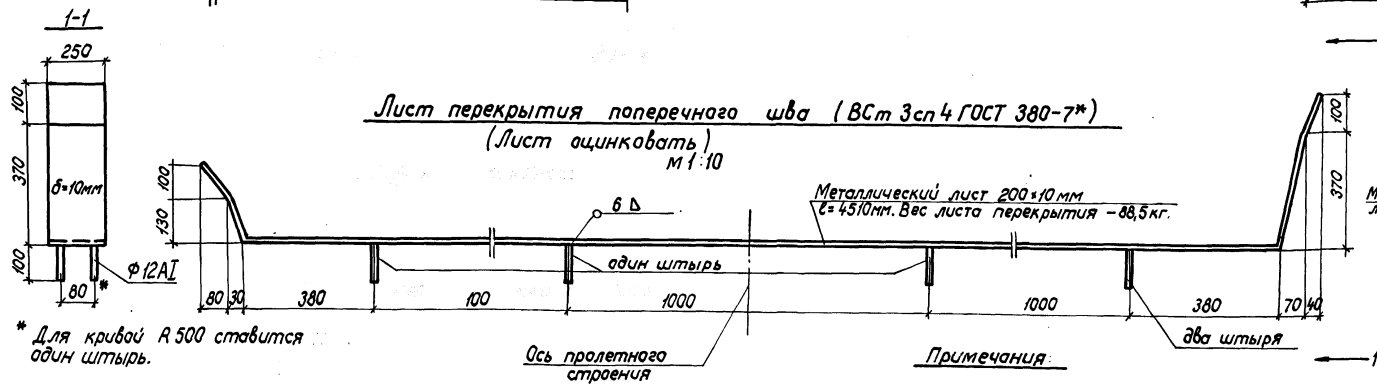 1-1
250
100
370
100
δ=10мм
ϕ12АI
80 *
* Для кривой R 500 ставится
один штырь.
Лист перекрытия поперечного шва (ВСт 3сп 4 ГОСТ 380-7*)
(Лист оцинковать)
м 1:10
100
130
6 Δ
Металлический лист 200*10 мм
ℓ=4510мм. Вес листа перекрытия -88,5кг.
100
370
один штырь
80 30 380 100 1000 1000 380 70 40
два штыря
Ось пролетного
строения
Примечания:
1